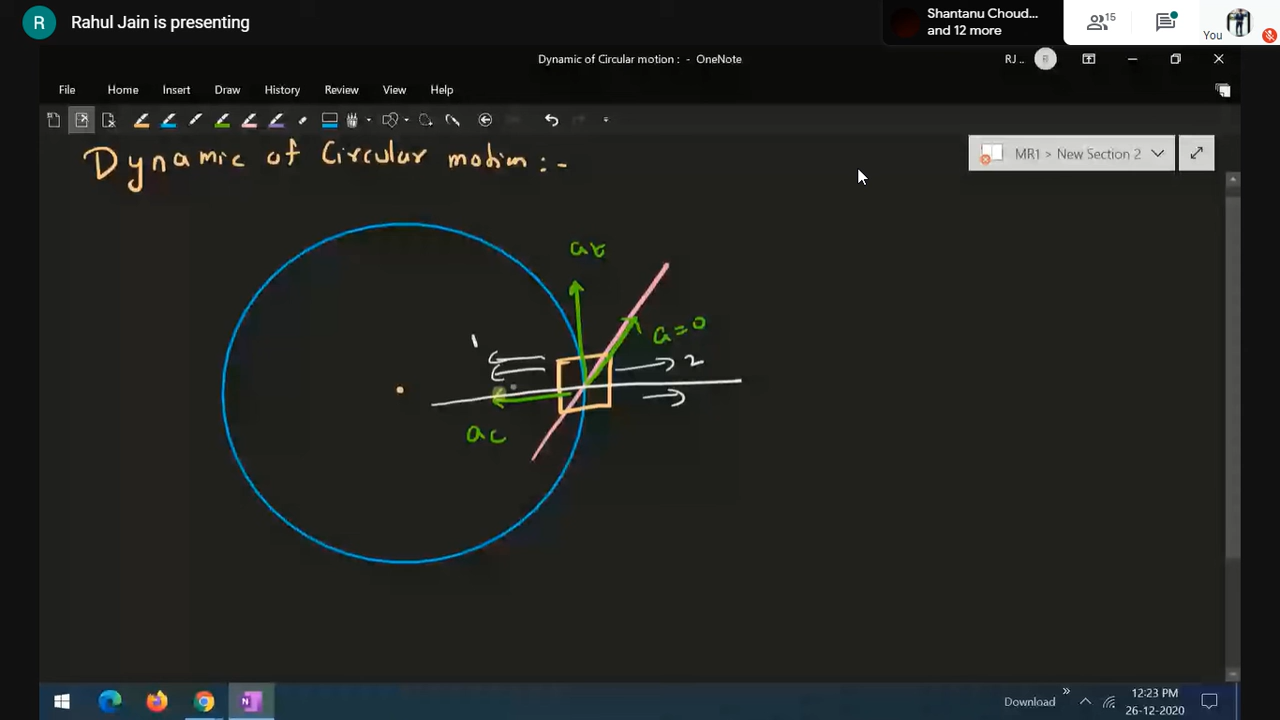 R Rahul Jain is presenting
Shantanu Choud...
and 12 more
15
You
Dynamic of Circular motion : - OneNote
RJ ..
R
File Home Insert Draw History Review View Help
MR1 > New Section 2
Dynamic of Circular motion :-
at
a=0
1
2
ac
Download
»
12:23 PM
26-12-2020